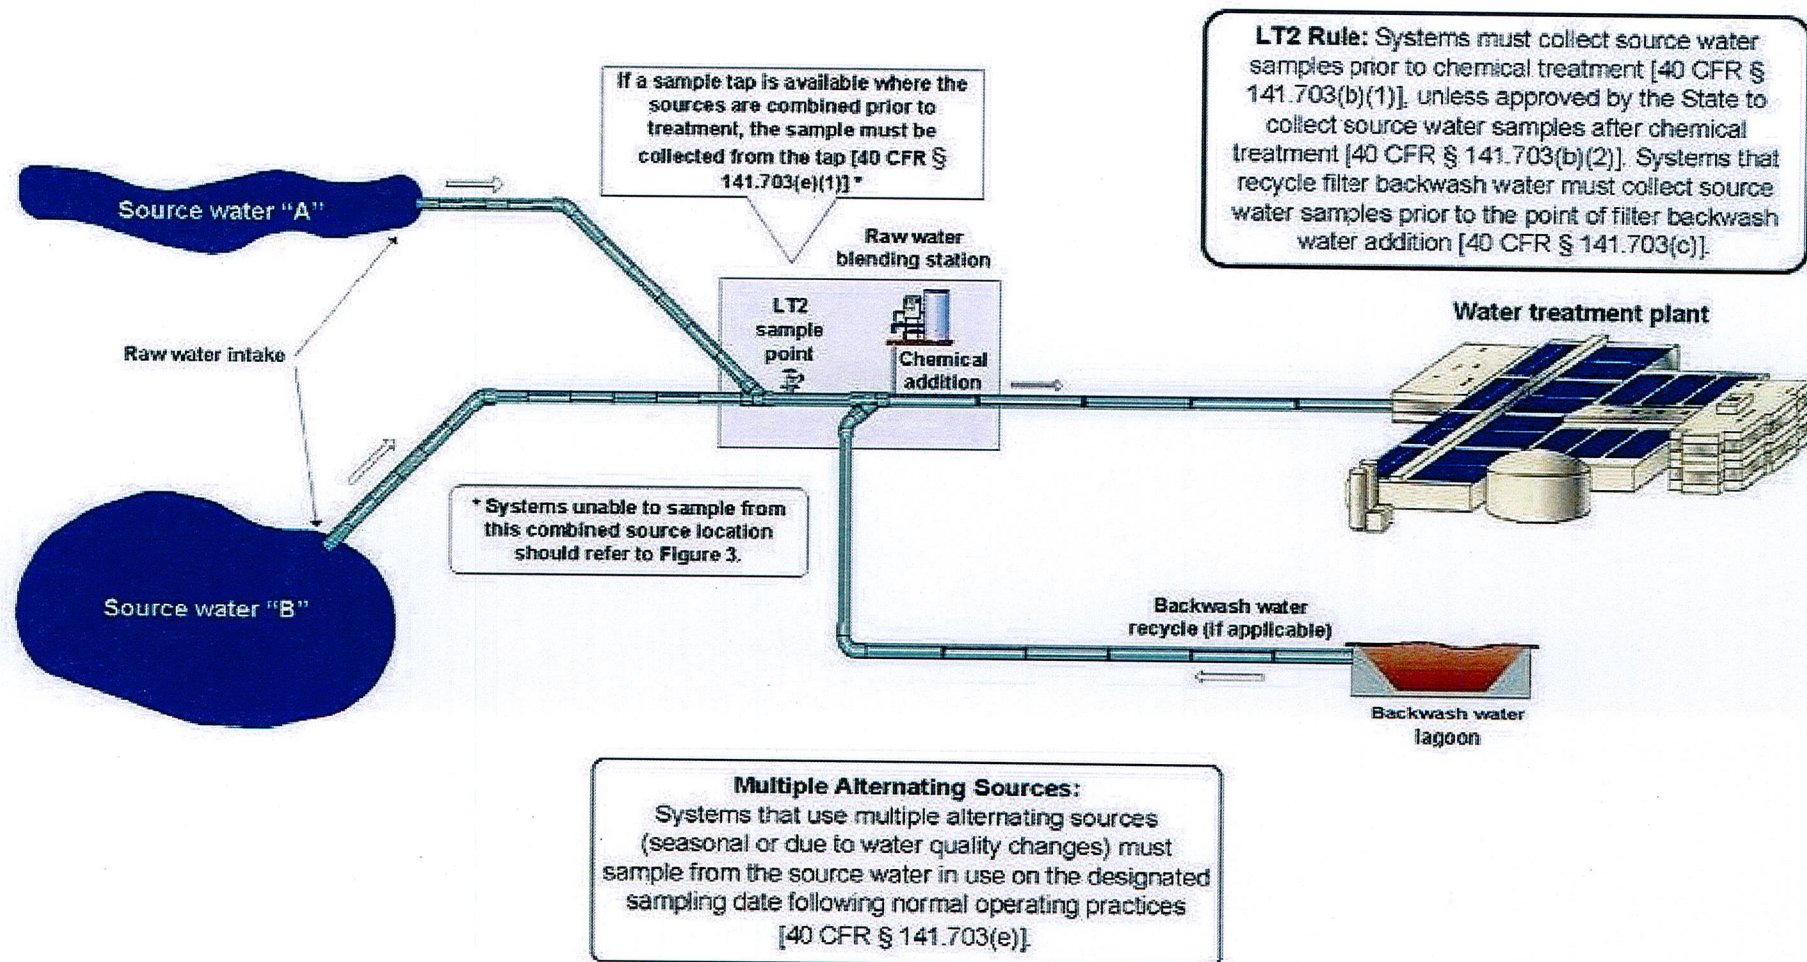 LT2 Rule: Systems must collect source water
samples prior to chemical treatment [40 CFR §
141.703(b)(1)], unless approved by the State to
collect source water samples after chemical
treatment [40 CFR § 141.703(b)(2)]. Systems that
recycle filter backwash water must collect source
water samples prior to the point of filter backwash
water addition [40 CFR § 141.703(c)].
If a sample tap is available where the
sources are combined prior to
treatment, the sample must be
collected from the tap [40 CFR §
141.703(e)(1)] *
Source water “A”
Raw water
blending station
LT2
sample
point
Chemical
addition
Water treatment plant
Raw water intake
* Systems unable to sample from
this combined source location
should refer to Figure 3.
Source water “B”
Backwash water
recycle (if applicable)
Backwash water
lagoon
Multiple Alternating Sources:
Systems that use multiple alternating sources
(seasonal or due to water quality changes) must
sample from the source water in use on the designated
sampling date following normal operating practices
[40 CFR § 141.703(e)].